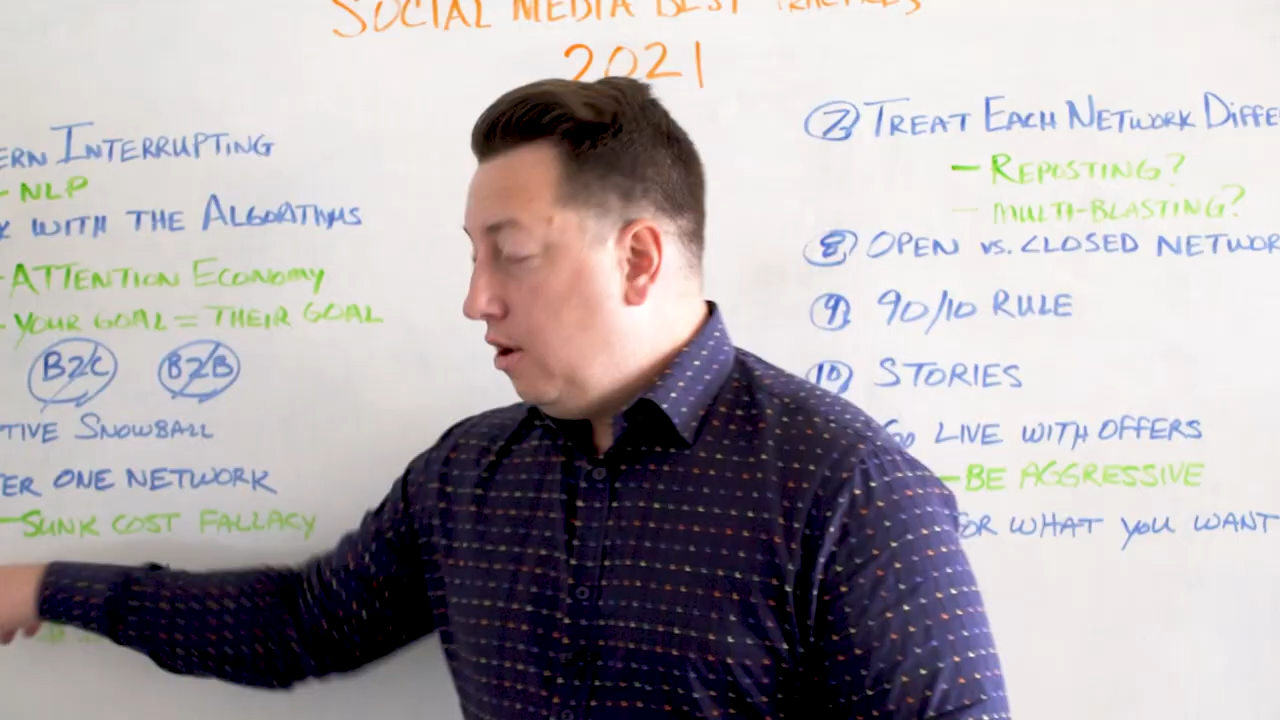 SOCIAL MEDIA BEST PRACTICES
2021
ERN INTERRUPTING
- NLP
K WITH THE ALGORITHMS
- ATTENTION ECONOMY
- YOUR GOAL = THEIR GOAL
B2C B2B
TIVE SNOWBALL
ER ONE NETWORK
- SUNK COST FALLACY
7 TREAT EACH NETWORK DIFFE
- REPOSTING?
- MULTI-BLASTING?
8 OPEN VS. CLOSED NETWOR
9 90/10 RULE
10 STORIES
GO LIVE WITH OFFERS
- BE AGGRESSIVE
OR WHAT YOU WANT